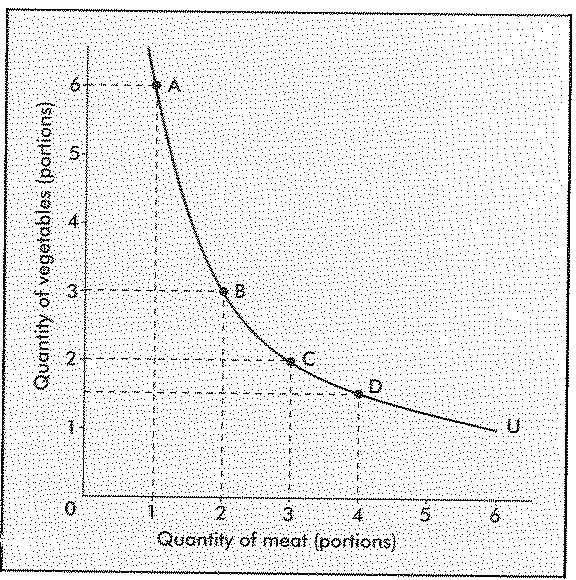 6
A
5
4
3
B
2
C
D
1
U
0
1
2
3
4
5
6
Quantity of vegetables (portions)
Quantity of meat (portions)